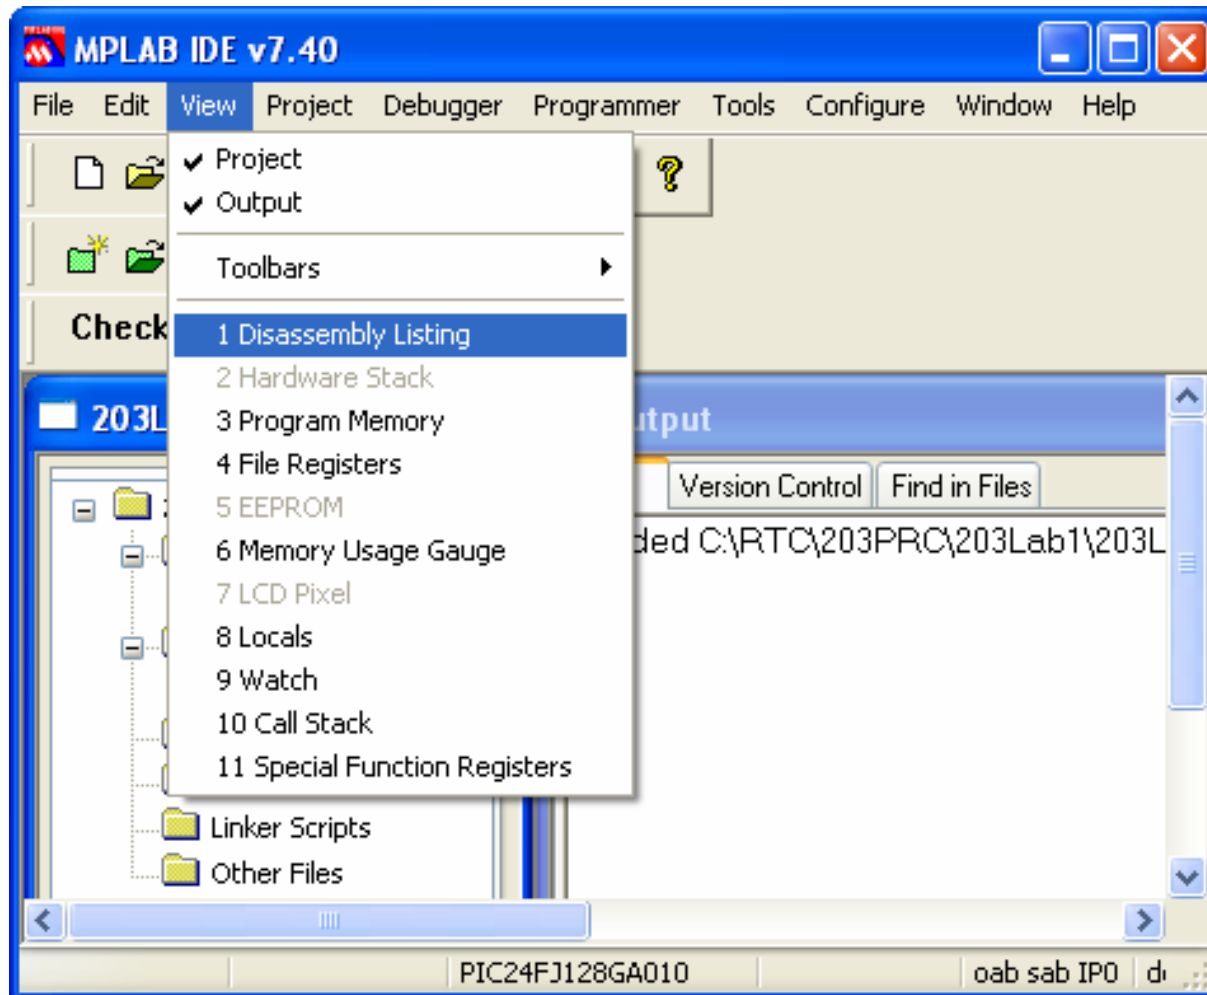 MPLAB IDE v7.40
File Edit View Project Debugger Programmer Tools Configure Window Help
Project
Output
Toolbars
Check
1 Disassembly Listing
2 Hardware Stack
3 Program Memory
4 File Registers
5 EEPROM
6 Memory Usage Gauge
7 LCD Pixel
8 Locals
9 Watch
10 Call Stack
11 Special Function Registers
203L
utput
Version Control Find in Files
ded C:\RTC\203PRC\203Lab1\203L
Linker Scripts
Other Files
PIC24FJ128GA010 oab sab IP0 d